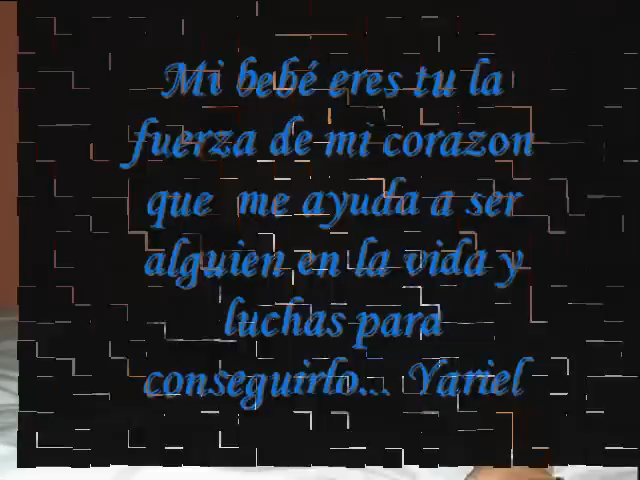 Mi bebé eres tu la
fuerza de mi corazon
que me ayuda a ser
alguien en la vida y
luchas para
conseguirlo... Yariel